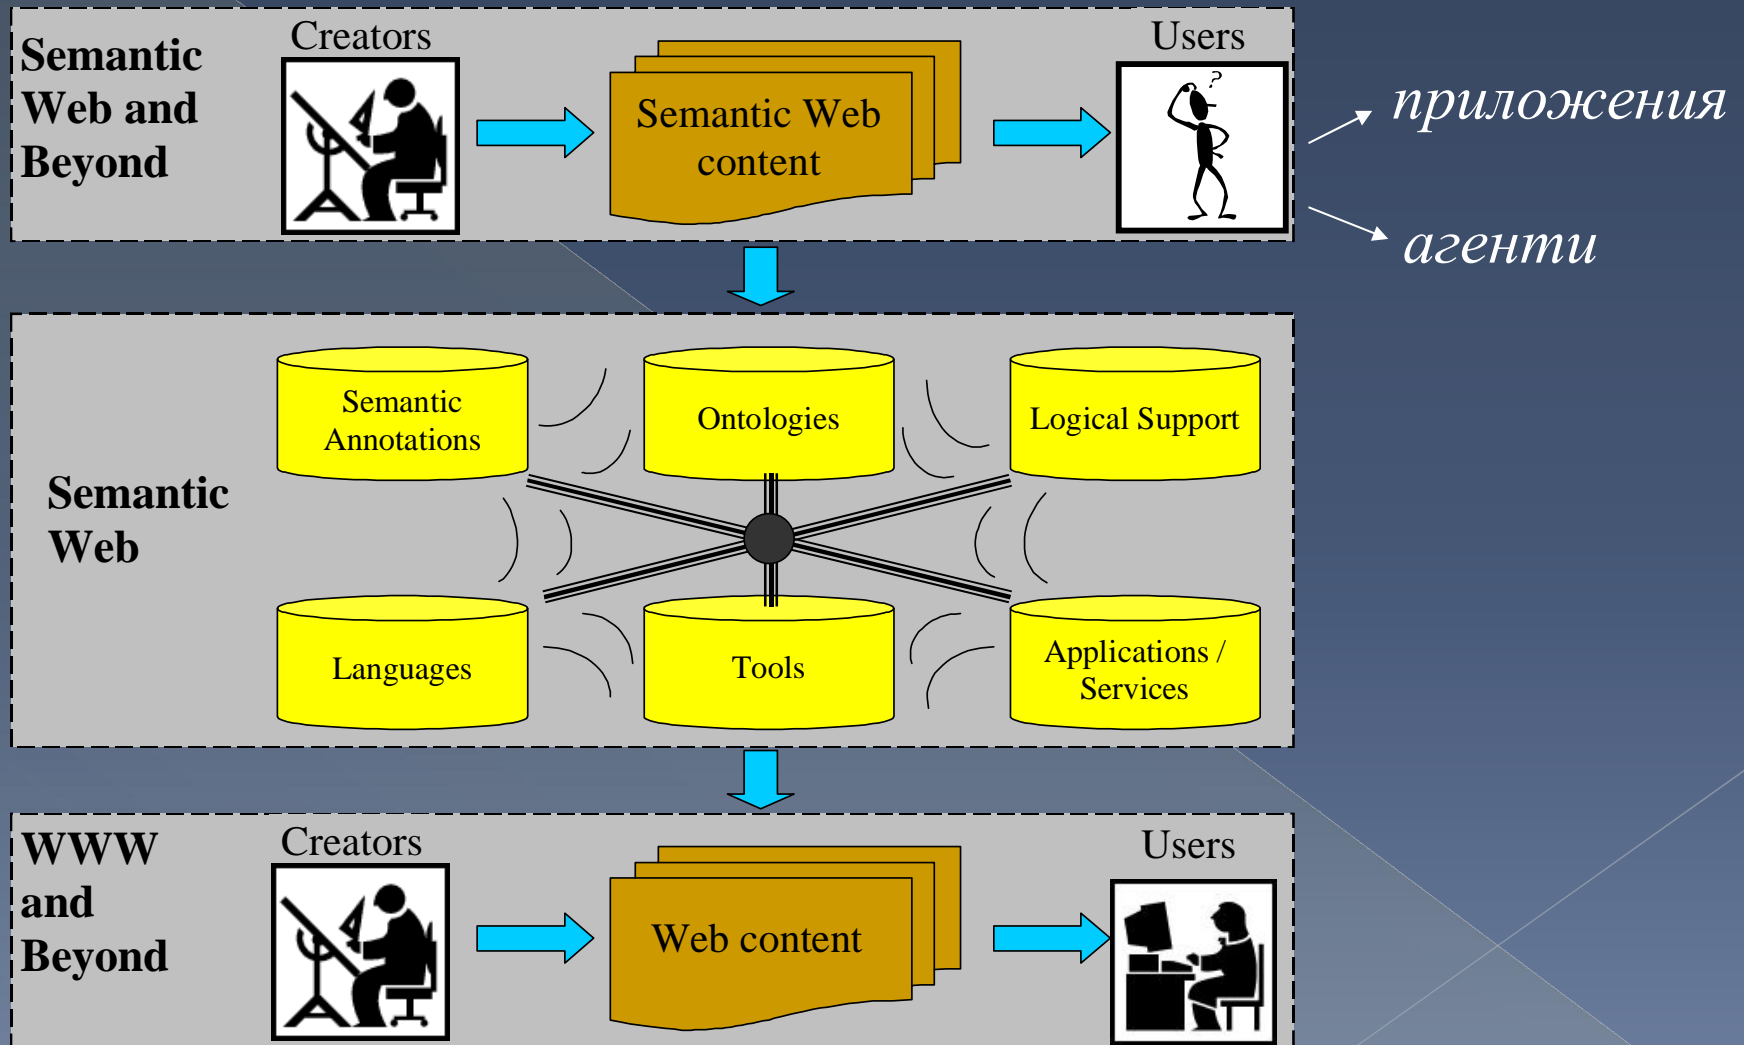 Semantic
Web and
Beyond
Creators
Semantic Web
content
Users
?
приложения
агенти
Semantic
Web
Semantic
Annotations
Ontologies
Logical Support
Languages
Tools
Applications /
Services
WWW
and
Beyond
Creators
Web content
Users